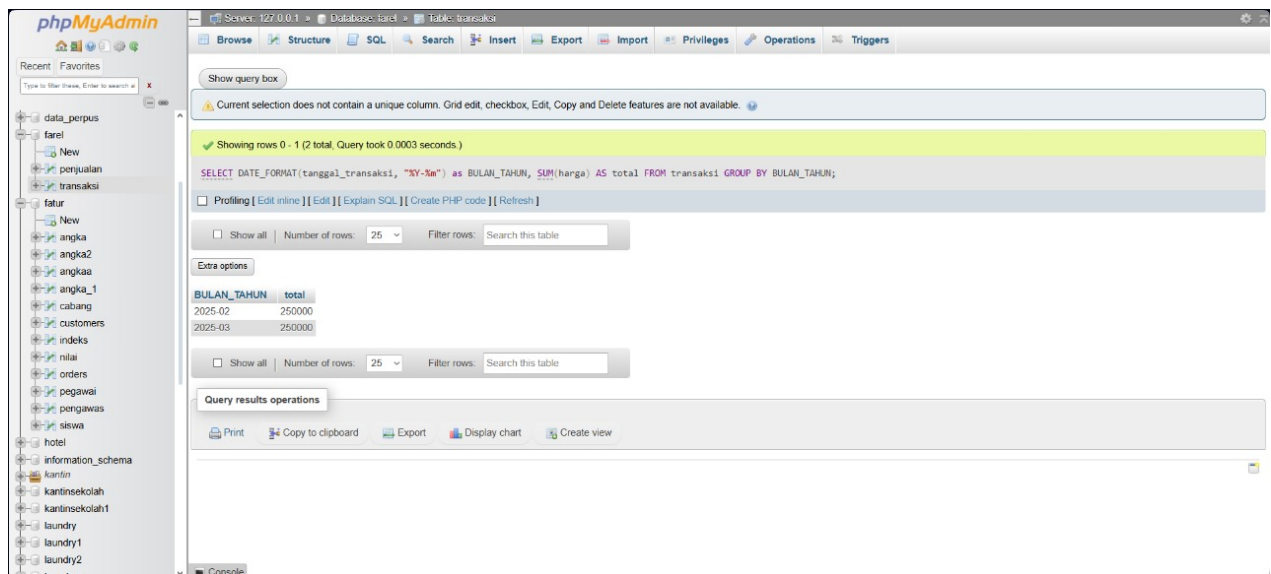 phpMyAdmin
Recent Favorites
Type to filter these, Enter to search a X
data_perpus
farel
New
penjualan
transaksi
fatur
New
angka
angka2
angkaa
angka_1
cabang
customers
indeks
nilai
orders
pegawai
pengawas
siswa
hotel
information_schema
kantin
kantinsekolah
kantinsekolah1
laundry
laundry1
laundry2
Server: 127.0.0.1 » Database: farel » Table: transaksi
Browse Structure SQL Search Insert Export Import Privileges Operations Triggers
Show query box
Current selection does not contain a unique column. Grid edit, checkbox, Edit, Copy and Delete features are not available.
Showing rows 0 - 1 (2 total, Query took 0.0003 seconds.)
SELECT DATE_FORMAT(tanggal_transaksi, "%Y-%m") as BULAN_TAHUN, SUM(harga) AS total FROM transaksi GROUP BY BULAN_TAHUN;
Profiling [ Edit inline ] [ Edit ] [ Explain SQL ] [ Create PHP code ] [ Refresh ]
Show all | Number of rows: 25 Filter rows: Search this table
Extra options
BULAN_TAHUN total
2025-02 250000
2025-03 250000
Show all | Number of rows: 25 Filter rows: Search this table
Query results operations
Print Copy to clipboard Export Display chart Create view
Console